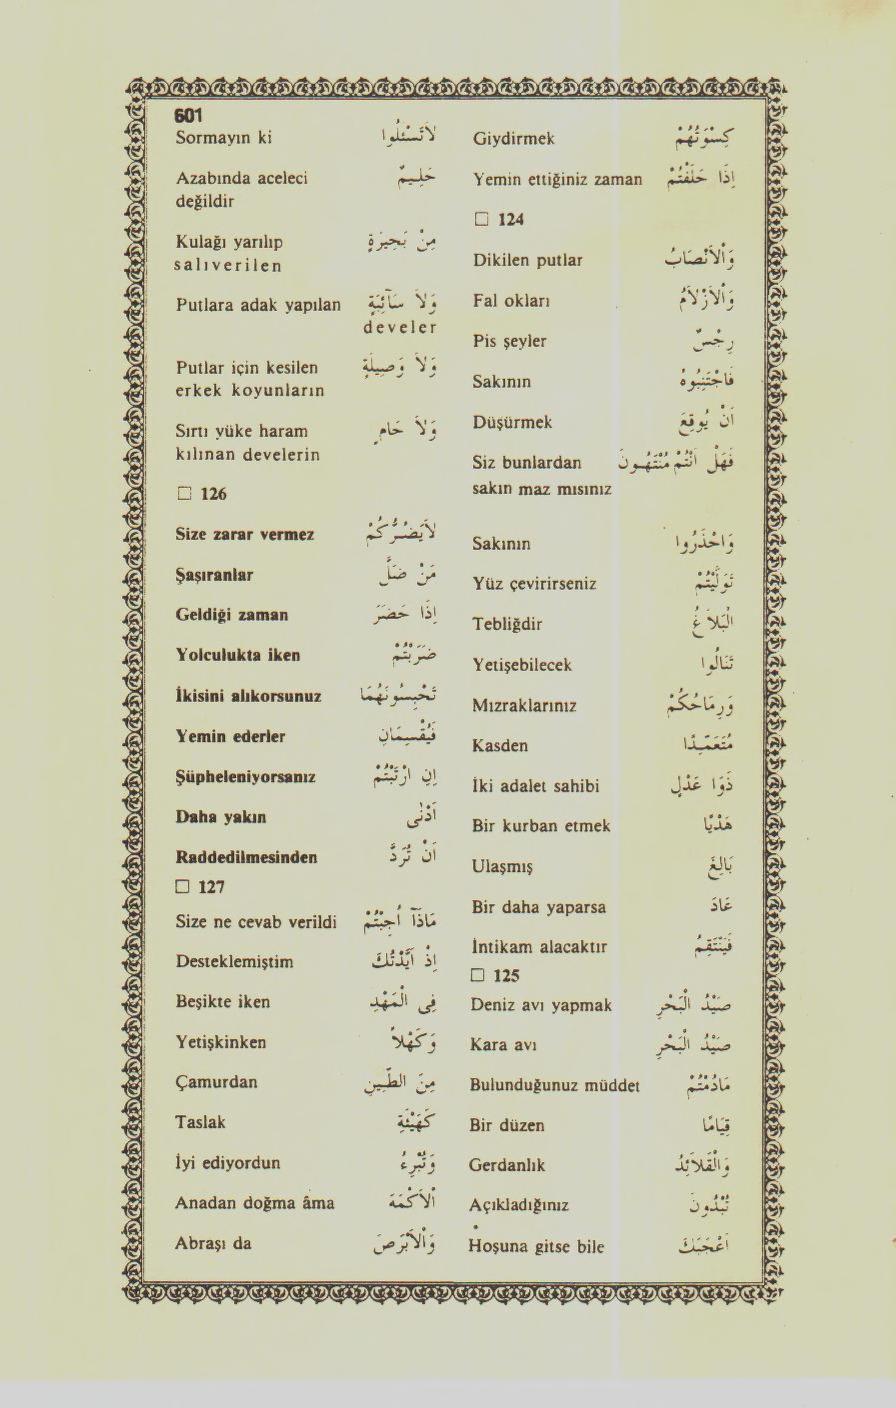 601
Giydirmek كِسْوَتُهُمْ
Yemin ettiğiniz zaman إِذَا حَلَفْتُمْ
□ 124
Dikilen putlar وَالْاَنْصَابُ
Fal okları وَالْاَزْلَامُ
Pis şeyler رِجْسٌ
Sakının فَاجْتَنِبُوهُ
Düşürmek اَنْ يُوقِعَ
Siz bunlardan فَهَلْ اَنْتُمْ مُنْتَهُونَ
sakın maz mısınız
Sakının وَاحْذَرُوا
Yüz çevirirseniz تَوَلَّيْتُمْ
Tebliğdir الْبَلَاغُ
Yetişebilecek تَنَالُوا
Mızraklarınız وَرِمَاحُكُمْ
Kasden مُتَعَمِّدًا
İki adalet sahibi ذَوَا عَدْلٍ
Bir kurban etmek هَدْيًا
Ulaşmış بَالِغَ
Bir daha yaparsa عَادَ
İntikam alacaktır فَيَنْتَقِمُ
□ 125
Deniz avı yapmak صَيْدُ الْبَحْرِ
Kara avı صَيْدُ الْبَحْرِ
Bulunduğunuz müddet مَادُمْتُمْ
Bir düzen قِيَامًا
Gerdanlık وَالْقَلَائِدَ
Açıkladığınız تُبْدُونَ
Hoşuna gitse bile اَعْجَبَكَ
Sormayın ki لَاتَسْئَلُوا
Azabında aceleci حَلِيمٌ
değildir
Kulağı yarılıp مِنْ بَحِيرَةٍ
salıverilen
Putlara adak yapılan وَلَا سَآئِبَةٍ
develer
Putlar için kesilen وَلَا وَصِيلَةٍ
erkek koyunların
Sırtı yüke haram وَلَا حَامٍ
kılınan develerin
□ 126
Size zarar vermez لَايَضُرُّكُمْ
Şaşıranlar مَنْ ضَلَّ
Geldiği zaman إِذَا حَضَرَ
Yolculukta iken ضَرَبْتُمْ
İkisini alıkorsunuz تَحْبِسُونَهُمَا
Yemin ederler فَيُقْسِمَانِ
Şüpheleniyorsanız إِنِ ارْتَبْتُمْ
Daha yakın اَدْنٰى
Raddedilmesinden اَنْ تُرَدَّ
□ 127
Size ne cevab verildi مَاذَآ اُجِبْتُمْ
Desteklemiştim إِذْ اَيَّدْتُكَ
Beşikte iken فِى الْمَهْدِ
Yetişkinken وَكَهْلًا
Çamurdan مِنَ الطِّينِ
Taslak كَهَيْئَةِ
İyi ediyordun وَتُبْرِءُ
Anadan doğma âma الْاَكْمَهَ
Abraşı da وَالْاَبْرَصَ